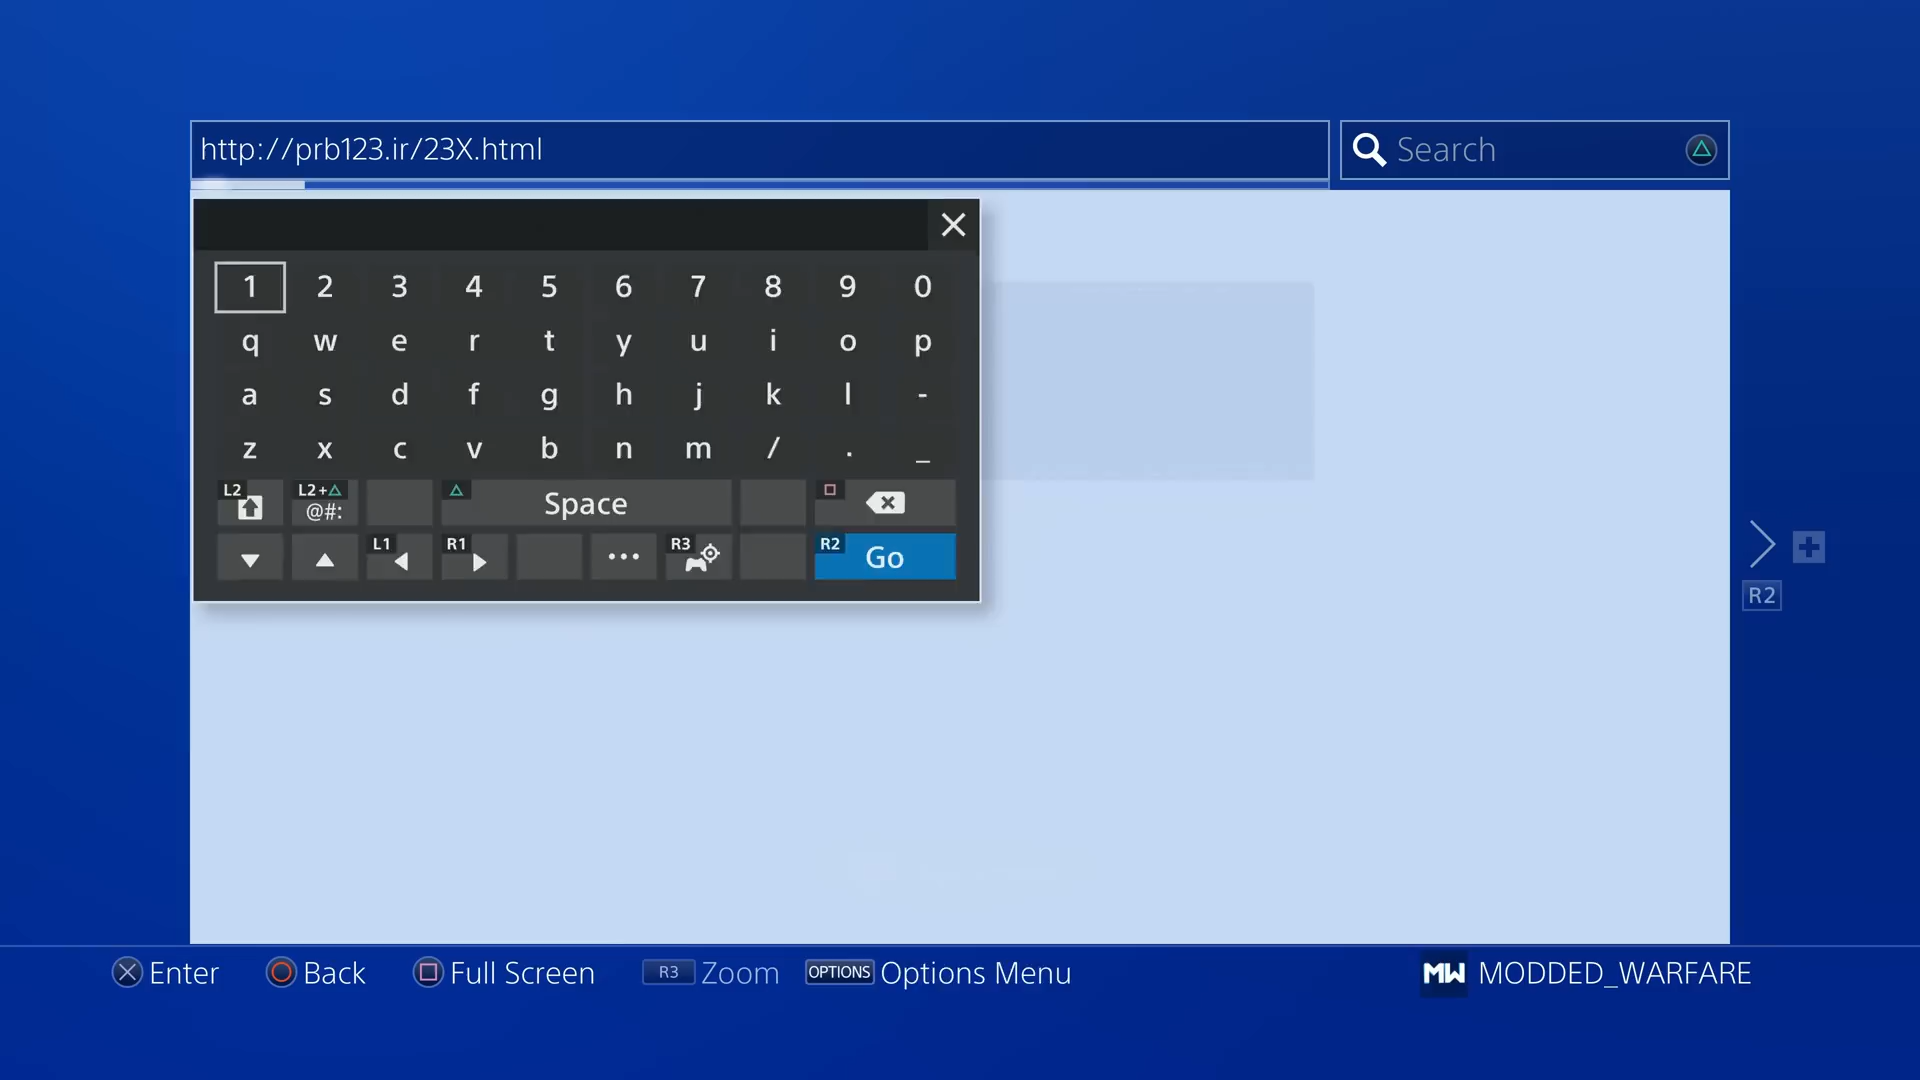 http://prb123.ir/23X.html
Search
1 2 3 4 5 6 7 8 9 0
q w e r t y u i o p
a s d f g h j k l -
z x c v b n m / . _
L2 L2+△ @#: △ Space
L1 R1 ... R3 R2 Go
R2
Enter Back Full Screen R3 Zoom OPTIONS Options Menu MW MODDED_WARFARE